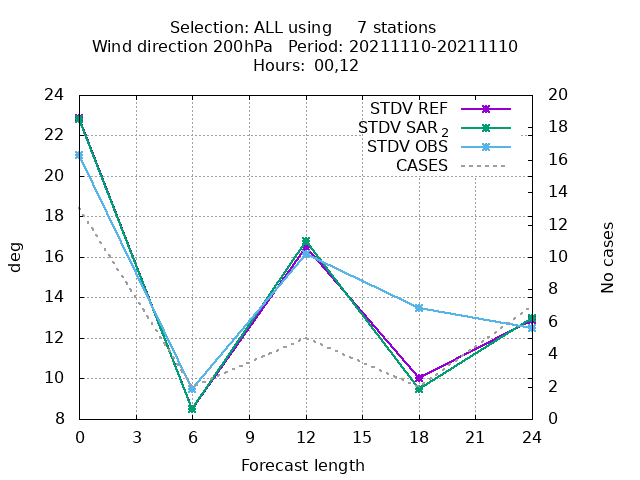 Selection: ALL using 7 stations
Wind direction 200hPa Period: 20211110-20211110
Hours: 00,12
STDV REF
STDV SAR 2
STDV OBS
CASES
24
22
20
18
16
14
12
10
8
deg
20
18
16
14
12
10
8
6
4
2
0
No cases
0 3 6 9 12 15 18 21 24
Forecast length